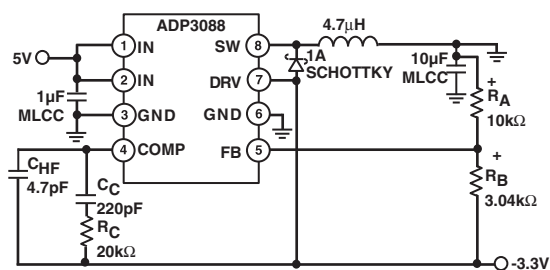 ADP3088
5V
1 IN
2 IN
3 GND
4 COMP
SW 8
DRV 7
GND 6
FB 5
1μF
MLCC
4.7μH
1A
SCHOTTKY
10μF
MLCC
+
RA
10kΩ
+
RB
3.04kΩ
CHF
4.7pF
CC
220pF
RC
20kΩ
-3.3V